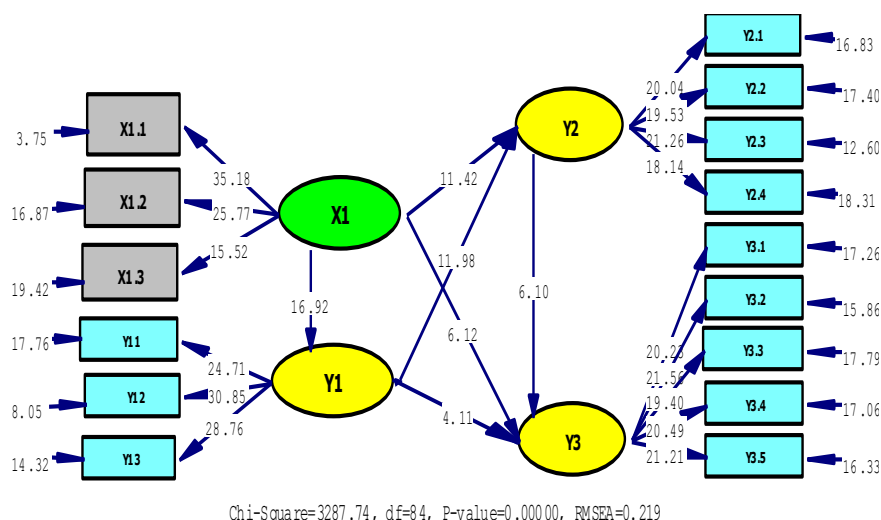 Y2.1
16.83
Y2.2
17.40
20.04
19.53
Y2
X1.1
3.75
21.26
Y2.3
12.60
18.14
Y2.4
18.31
35.18
11.42
X1.2
16.87
25.77
X1
Y3.1
17.26
15.52
11.98
X1.3
19.42
6.10
Y3.2
15.86
16.92
6.12
Y11
17.76
20.23
Y3.3
17.79
24.71
21.56
Y1
Y12
8.05
30.85
19.40
Y3.4
17.06
4.11
28.76
20.49
Y3
Y13
14.32
21.21
Y3.5
16.33
Chi-Square=3287.74, df=84, P-value=0.00000, RMSEA=0.219